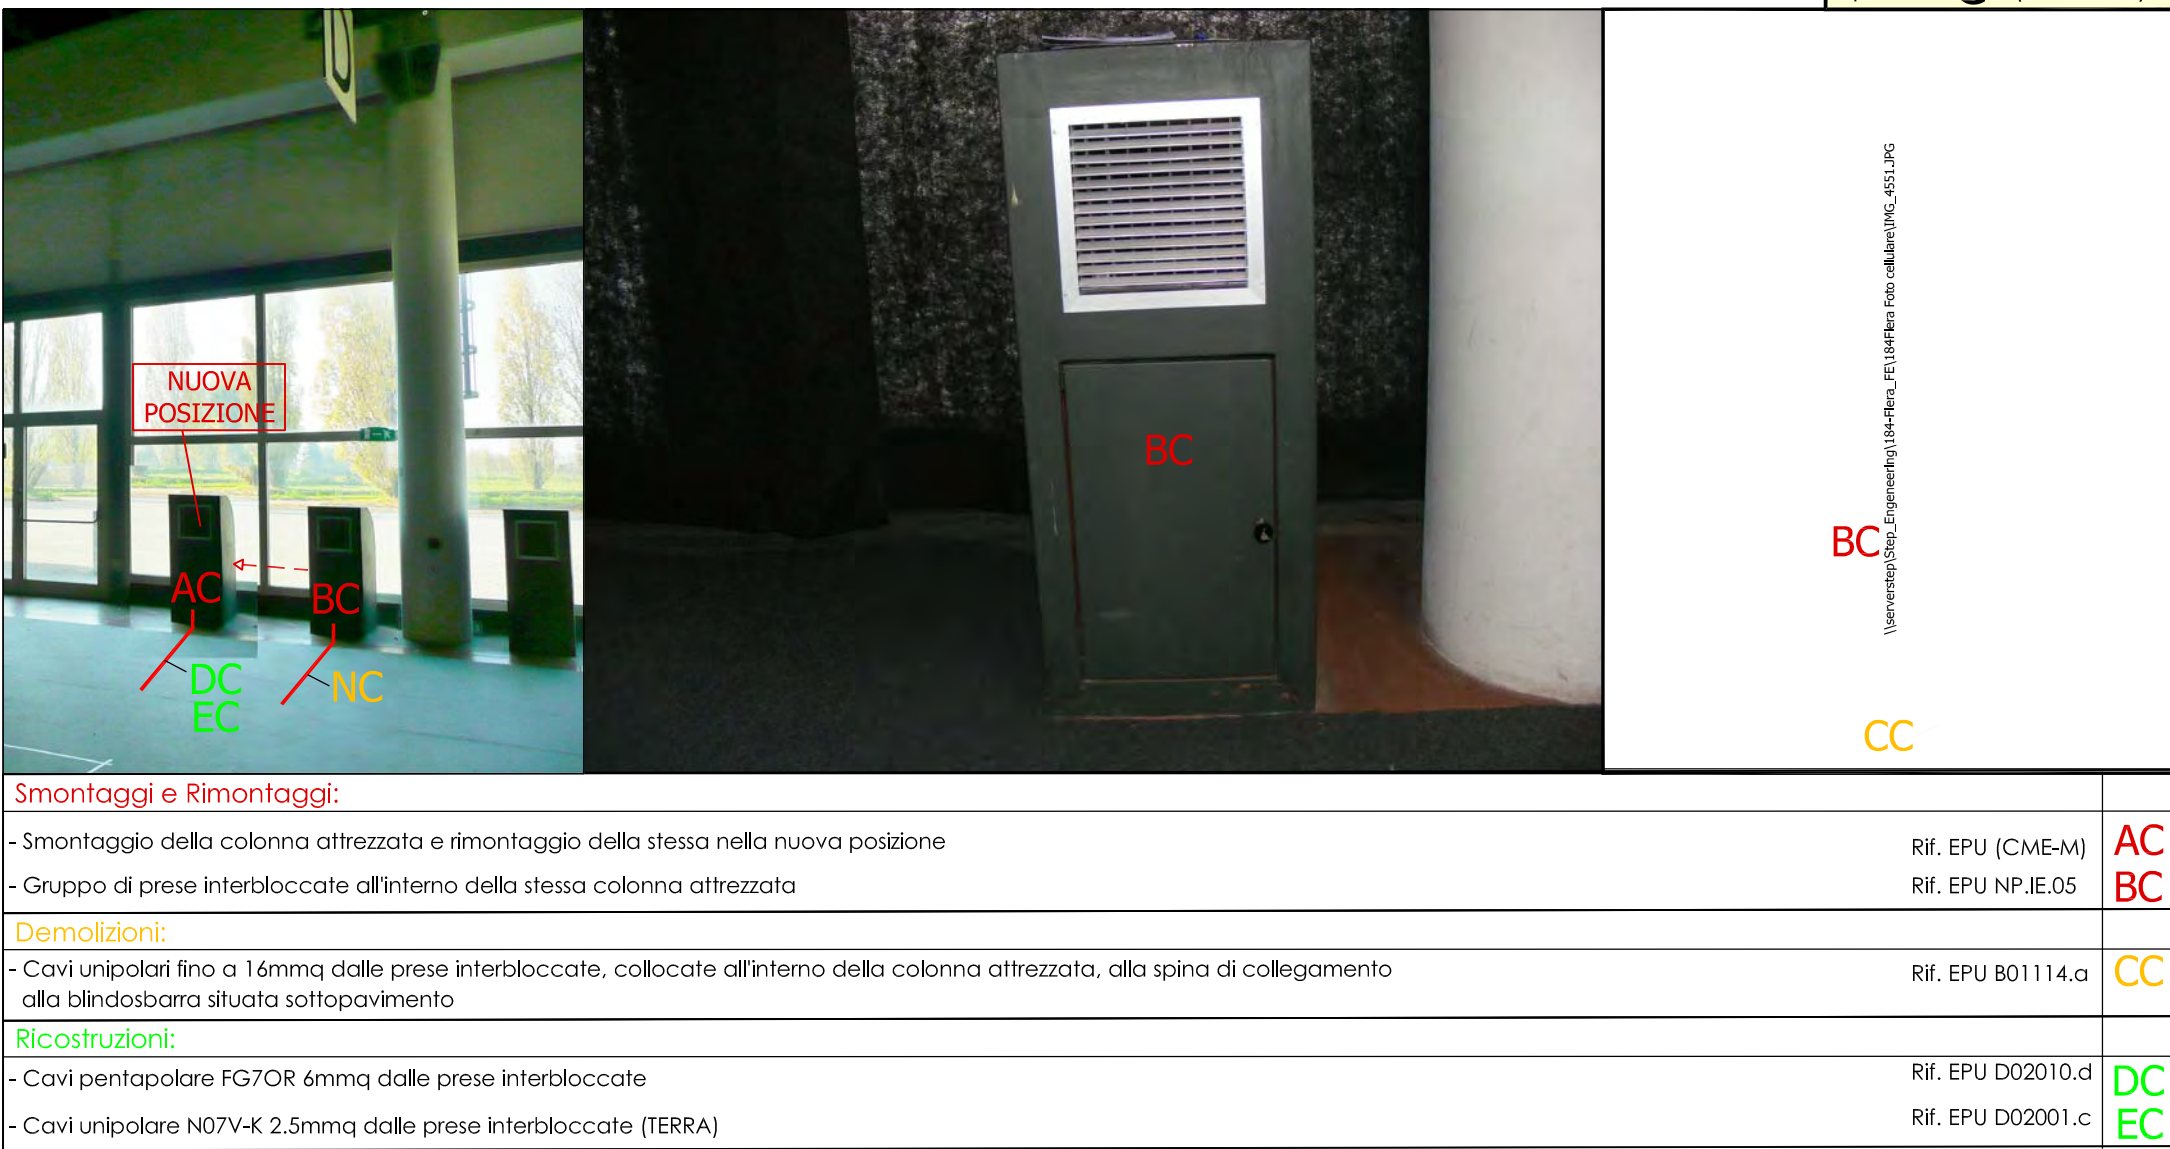 D
NUOVA
POSIZIONE
AC
BC
DC
EC
NC
BC
\\serverstep\Step_Engeneering\184-Fiera_FE\184Fiera Foto cellulare\IMG_4551.JPG
BC
CC
Smontaggi e Rimontaggi:
- Smontaggio della colonna attrezzata e rimontaggio della stessa nella nuova posizione Rif. EPU (CME-M) AC
- Gruppo di prese interbloccate all'interno della stessa colonna attrezzata Rif. EPU NP.IE.05 BC
Demolizioni:
- Cavi unipolari fino a 16mmq dalle prese interbloccate, collocate all'interno della colonna attrezzata, alla spina di collegamento Rif. EPU B01114.a CC
alla blindosbarra situata sottopavimento
Ricostruzioni:
- Cavi pentapolare FG7OR 6mmq dalle prese interbloccate Rif. EPU D02010.d DC
- Cavi unipolare N07V-K 2.5mmq dalle prese interbloccate (TERRA) Rif. EPU D02001.c EC